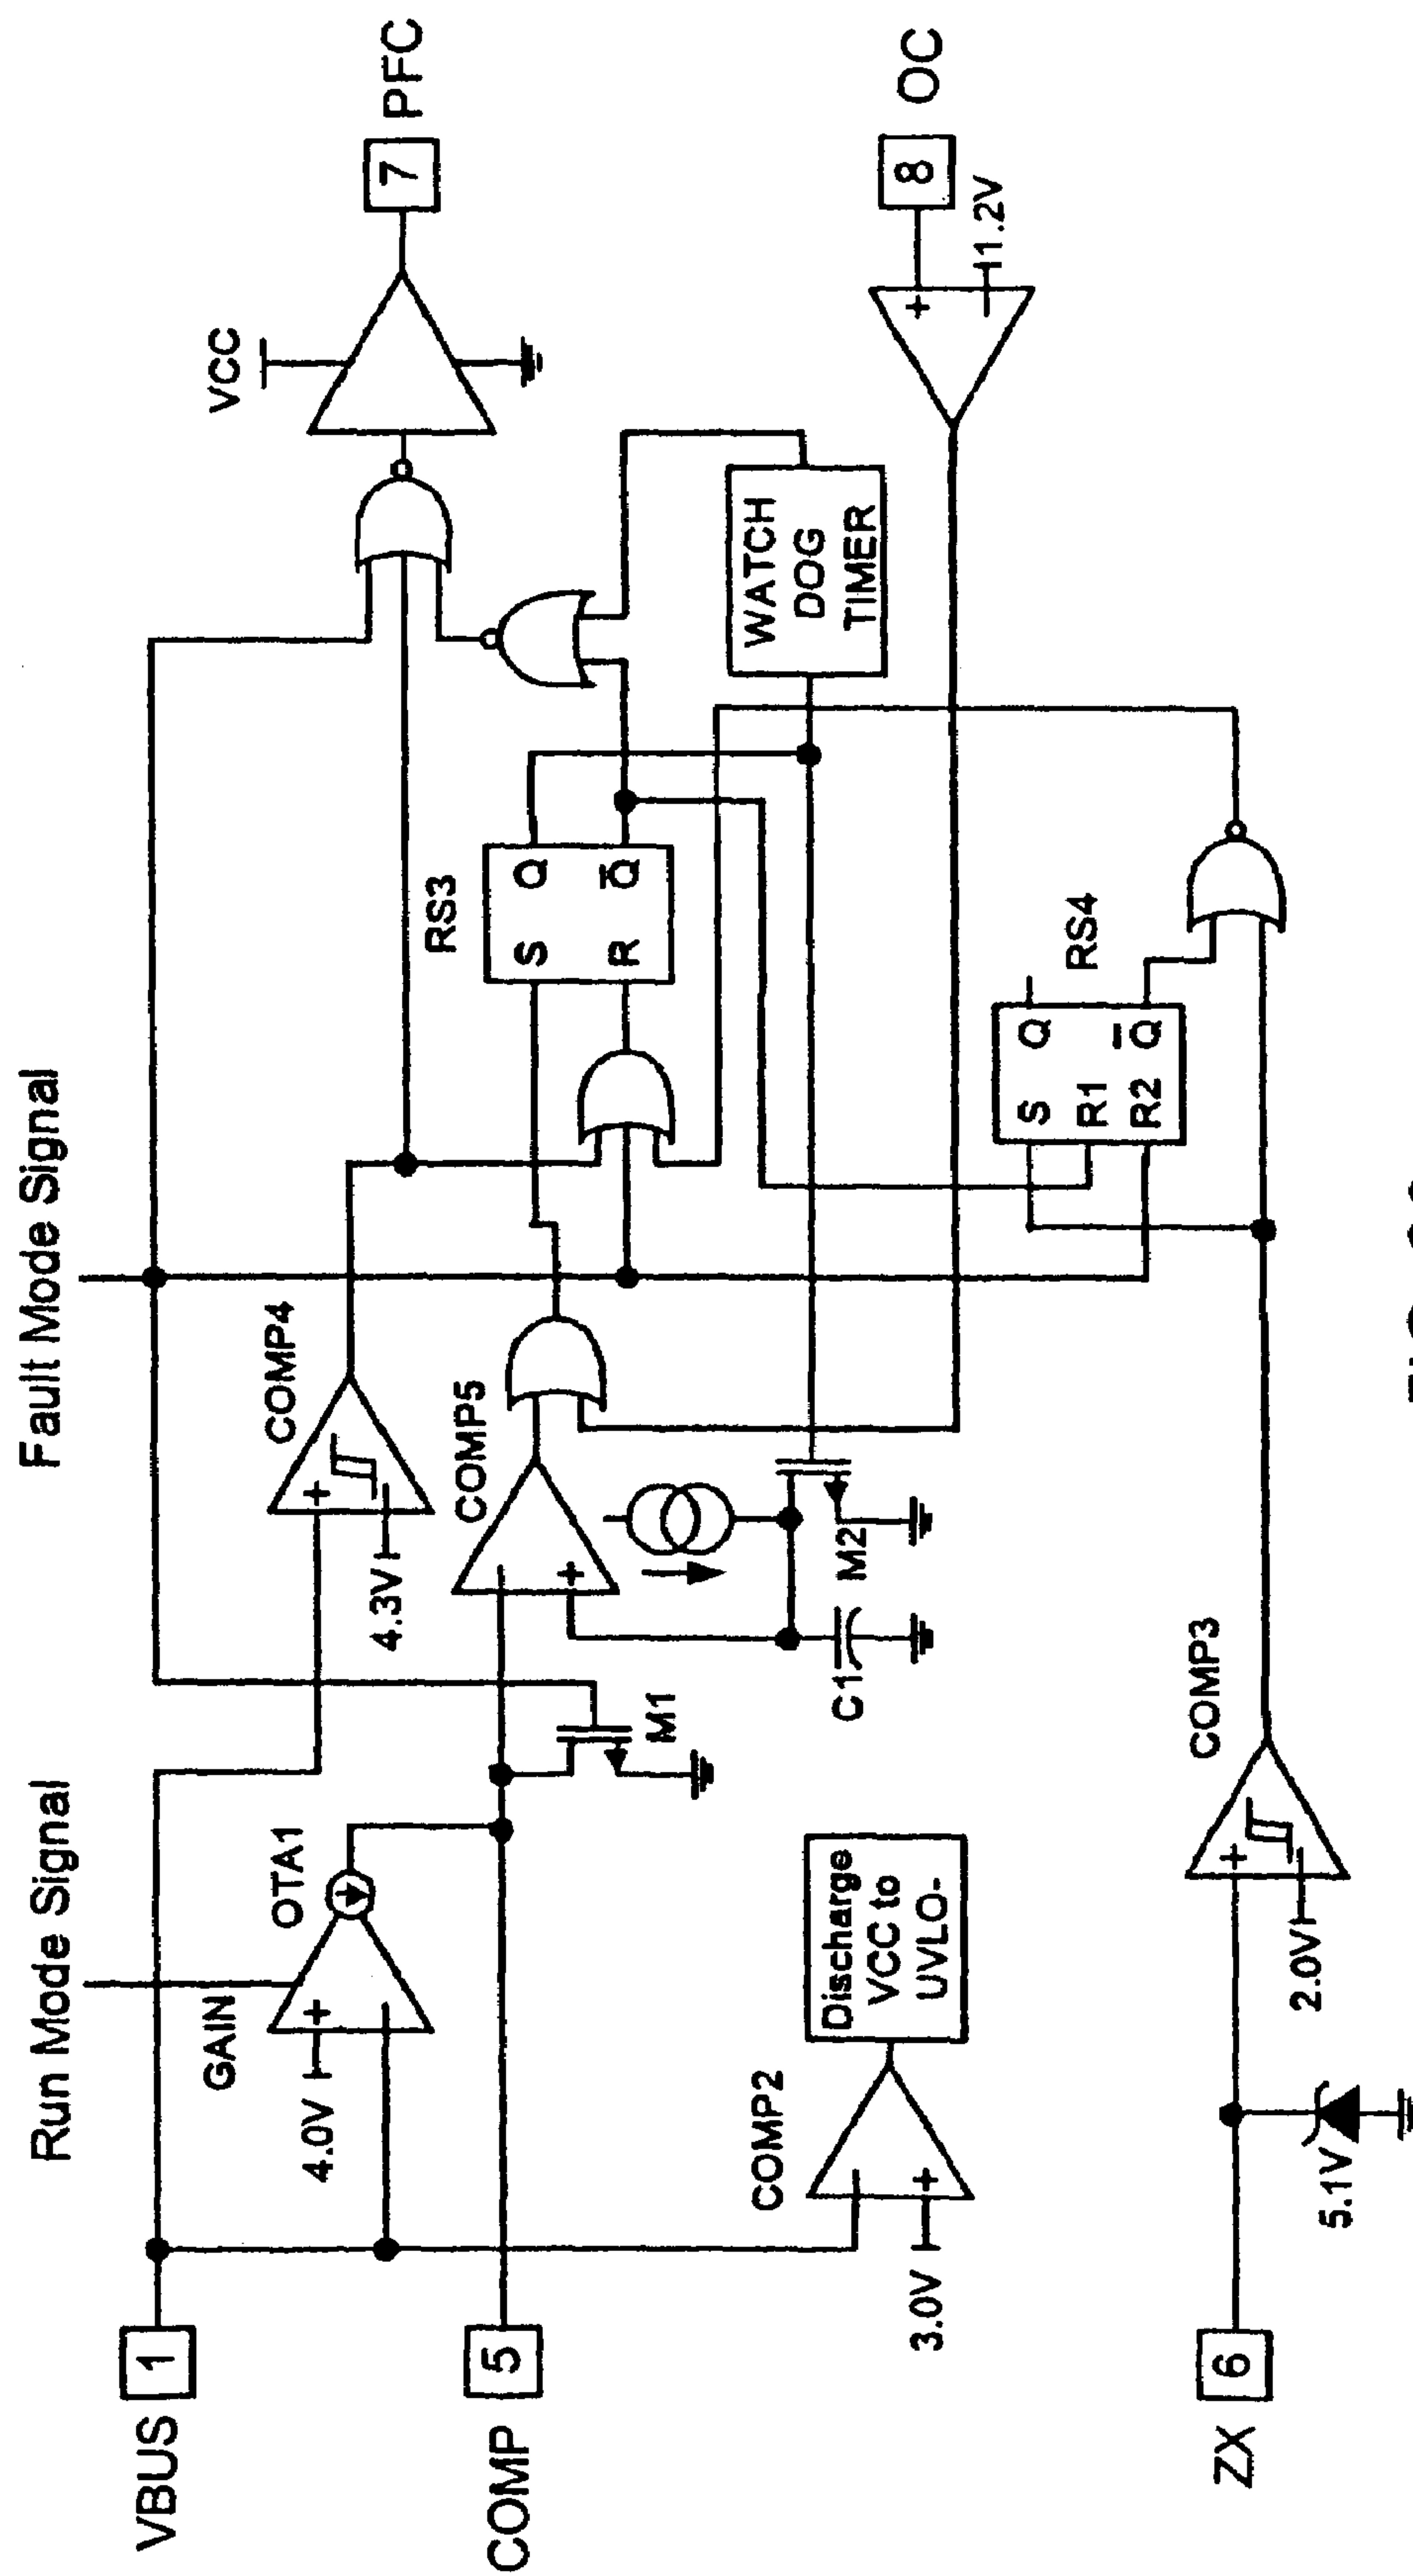 Run Mode Signal
Fault Mode Signal
VBUS
1
4.0V
+
GAIN
OTA1
4.3V
+
COMP4
VCC
7
PFC
COMP
5
M1
COMP5
+
RS3
S
Q
R
Q
3.0V
+
COMP2
Discharge
VCC to
UVLO-
C1
M2
WATCH
DOG
TIMER
+
1.2V
8
OC
RS4
S
Q
R1
R2
Q
ZX
6
5.1V
2.0V
+
COMP3